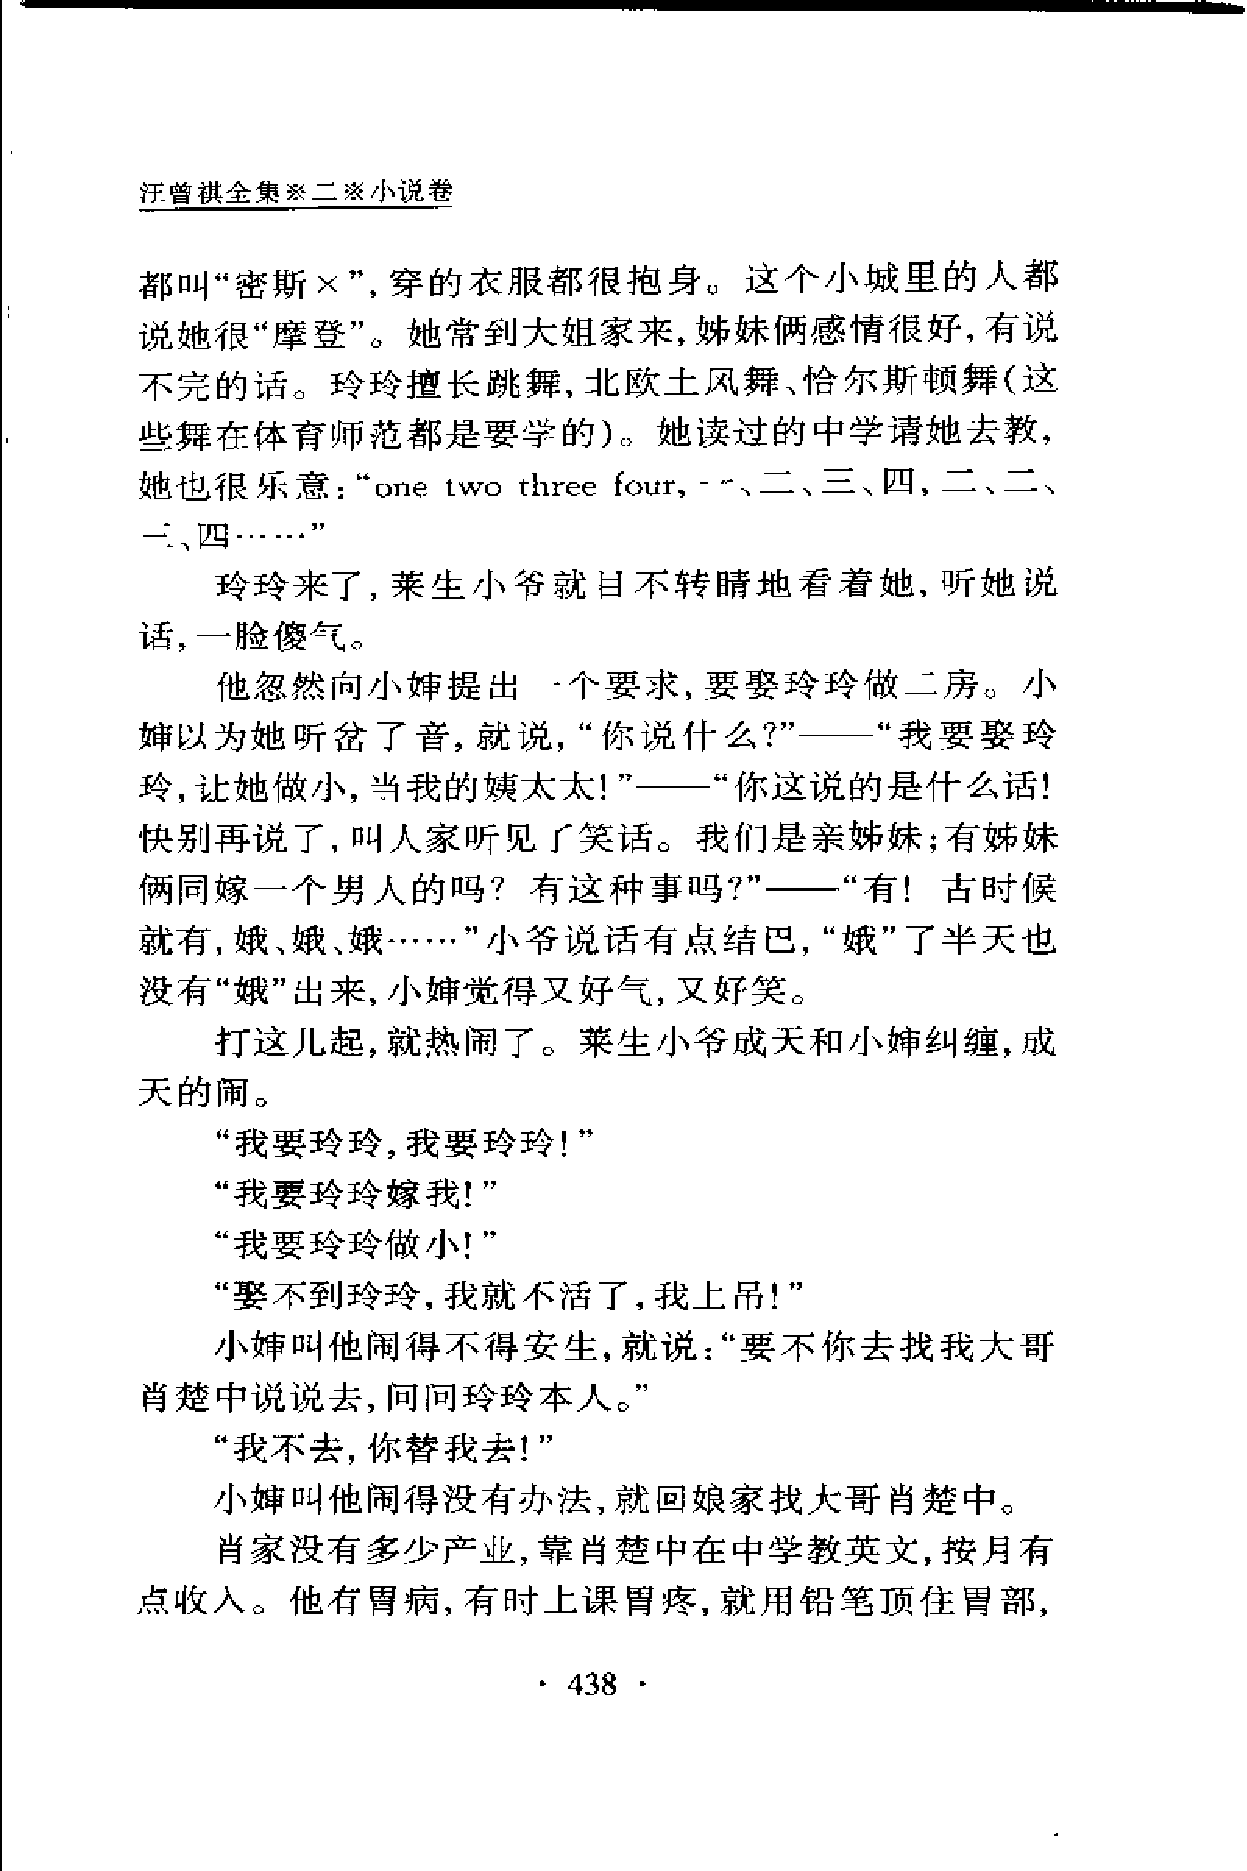 汪曾祺全集※二※小说卷
都叫“密斯×”,穿的衣服都很抱身。这个小城里的人都
说她很“摩登”。她常到大姐家来,姊妹俩感情很好,有说
不完的话。玲玲擅长跳舞,北欧土风舞、恰尔斯顿舞(这
些舞在体育师范都是要学的)。她读过的中学请她去教,
她也很乐意:“one two three four,一、二、三、四,二、二、
三、四……”
玲玲来了,莱生小爷就目不转睛地看着她,听她说
话,一脸傻气。
他忽然向小婶提出一个要求,要娶玲玲做二房。小
婶以为她听岔了音,就说,“你说什么?”——“我要娶玲
玲,让她做小,当我的姨太太!”——“你这说的是什么话!
快别再说了,叫人家听见了笑话。我们是亲姊妹;有姊妹
俩同嫁一个男人的吗?有这种事吗?”——“有!古时候
就有,娥、娥、娥……”小爷说话有点结巴,“娥”了半天也
没有“娥”出来,小婶觉得又好气,又好笑。
打这儿起,就热闹了。莱生小爷成天和小婶纠缠,成
天的闹。
“我要玲玲,我要玲玲!”
“我要玲玲嫁我!”
“我要玲玲做小!”
“娶不到玲玲,我就不活了,我上吊!”
小婶叫他闹得不得安生,就说:“要不你去找我大哥
肖楚中说说去,问问玲玲本人。”
“我不去,你替我去!”
小婶叫他闹得没有办法,就回娘家找大哥肖楚中。
肖家没有多少产业,靠肖楚中在中学教英文,按月有
点收入。他有胃病,有时上课胃疼,就用铅笔顶住胃部,
· 438 ·